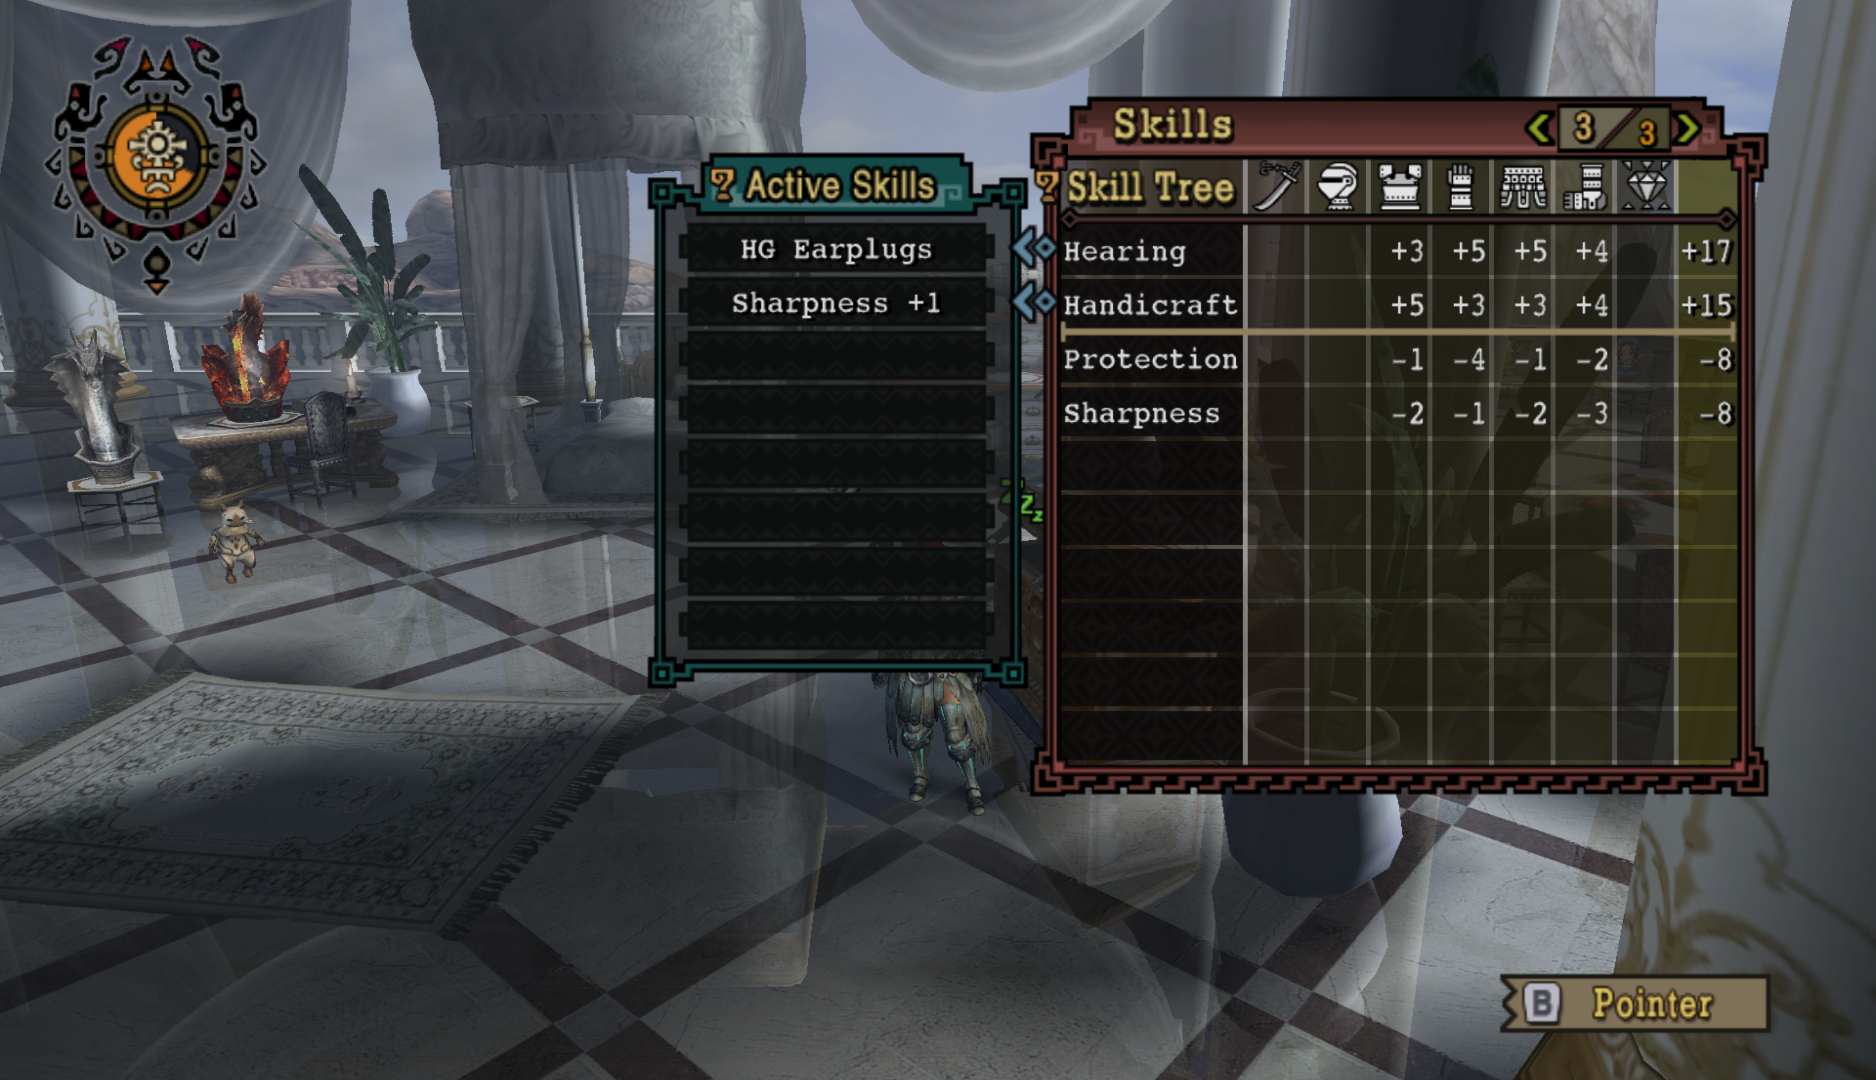 Skills
3 / 3
? Active Skills
HG Earplugs
Sharpness +1
? Skill Tree
Hearing +3 +5 +5 +4 +17
Handicraft +5 +3 +3 +4 +15
Protection -1 -4 -1 -2 -8
Sharpness -2 -1 -2 -3 -8
Z
Z
z
B Pointer